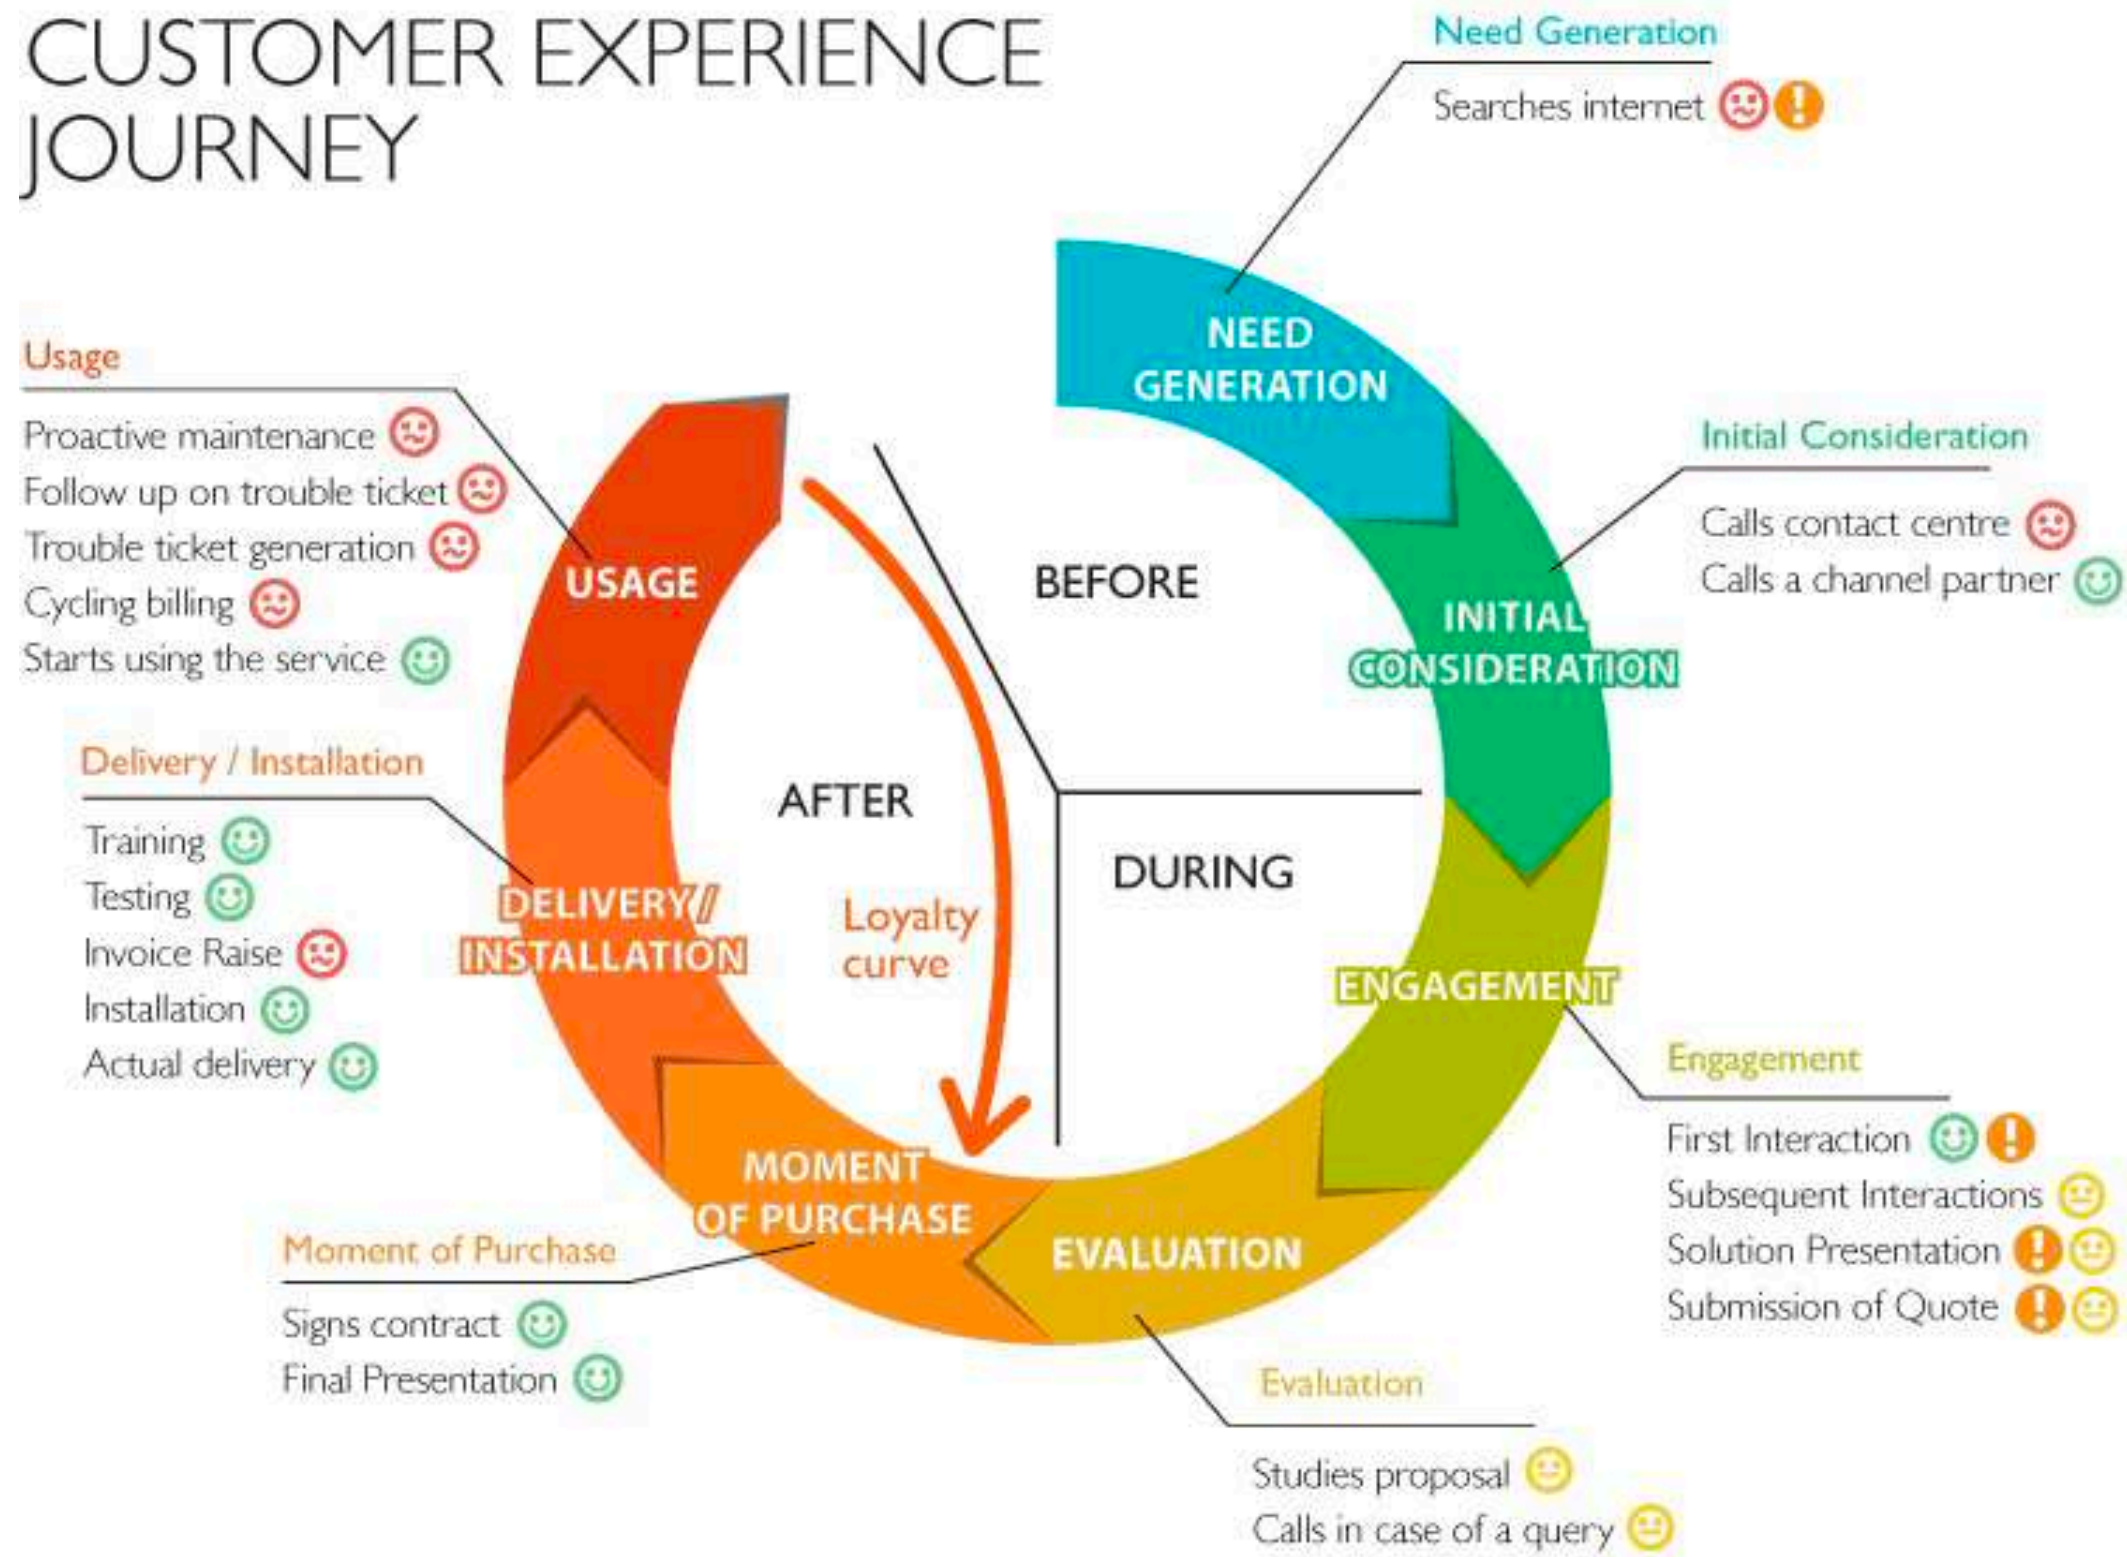 CUSTOMER EXPERIENCE
JOURNEY
Need Generation
Searches internet
NEED
GENERATION
Initial Consideration
Calls contact centre
Calls a channel partner
INITIAL
CONSIDERATION
BEFORE
Usage
Proactive maintenance
Follow up on trouble ticket
Trouble ticket generation
Cycling billing
Starts using the service
USAGE
AFTER
DURING
Loyalty
curve
Delivery / Installation
Training
Testing
Invoice Raise
Installation
Actual delivery
DELIVERY/
INSTALLATION
ENGAGEMENT
Engagement
First Interaction
Subsequent Interactions
Solution Presentation
Submission of Quote
MOMENT
OF PURCHASE
Moment of Purchase
Signs contract
Final Presentation
EVALUATION
Evaluation
Studies proposal
Calls in case of a query